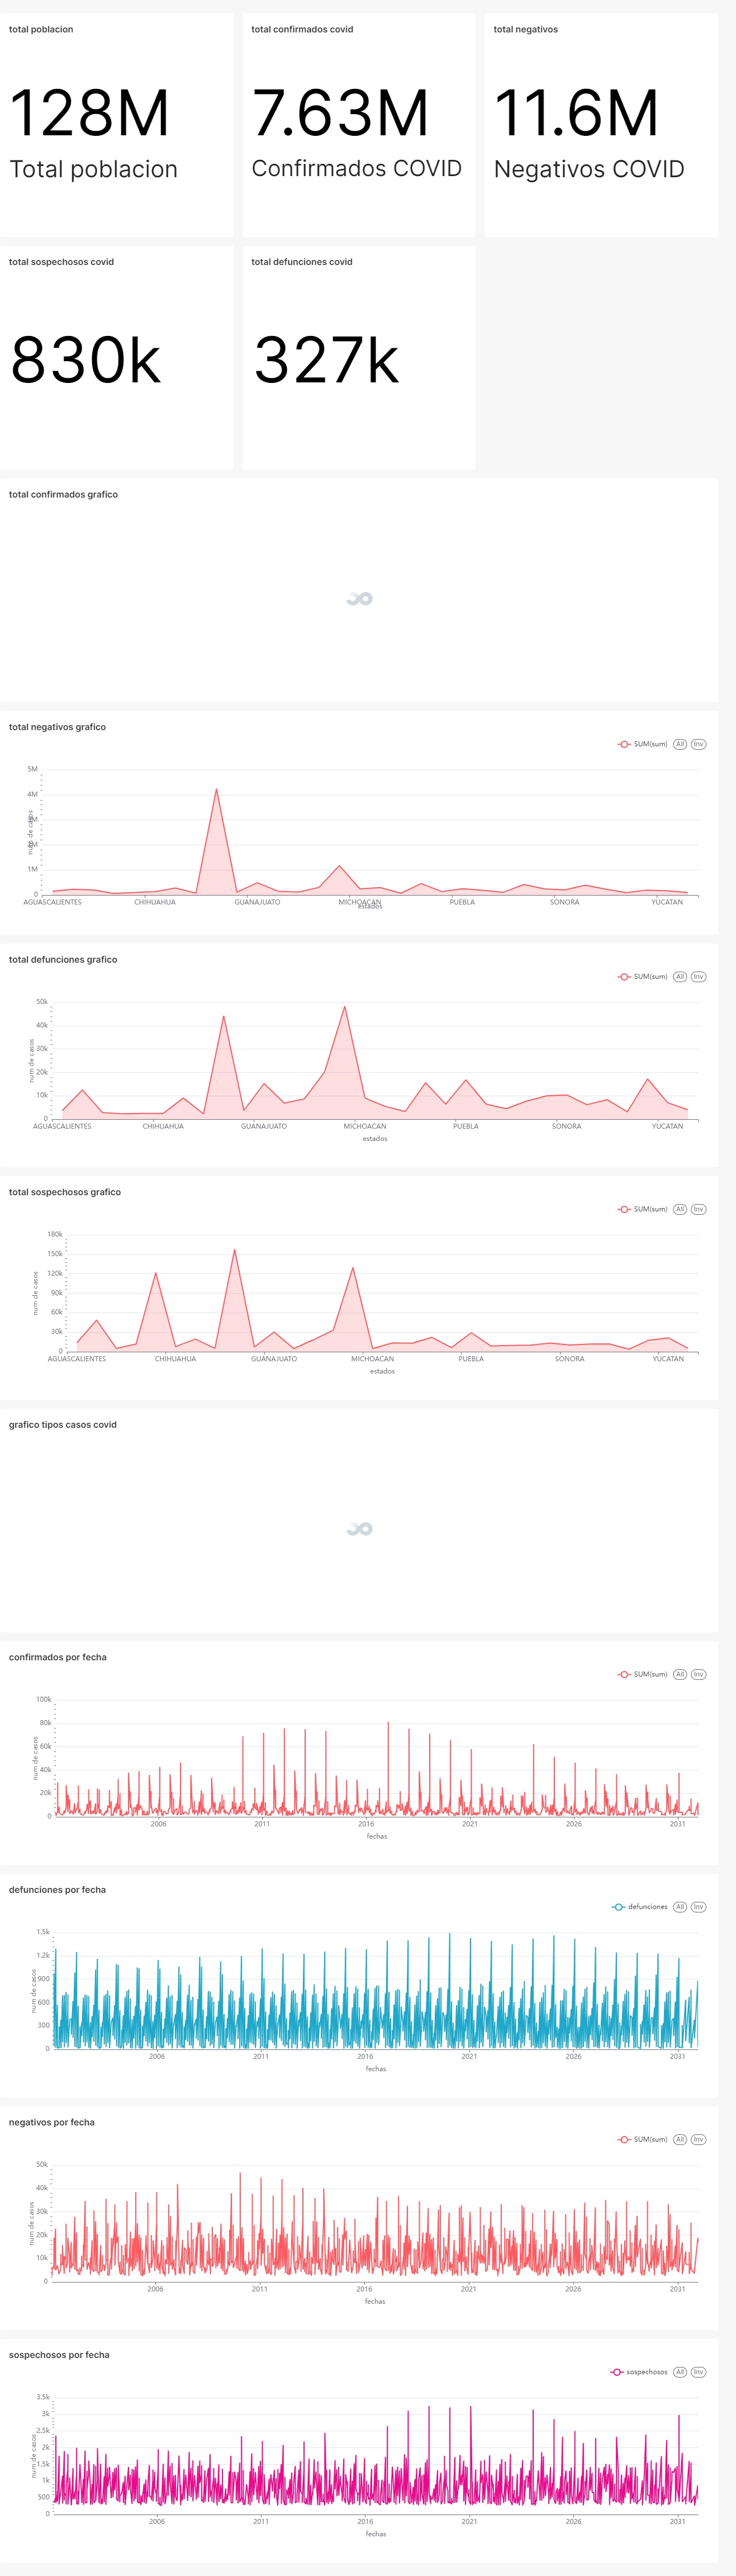 total poblacion
128M
Total poblacion
total confirmados covid
7.63M
Confirmados COVID
total negativos
11.6M
Negativos COVID
total sospechosos covid
830k
total defunciones covid
327k
total confirmados grafico
total negativos grafico
SUM(sum) All Inv
5M
4M
3M
2M
1M
0
num de casos
AGUASCALIENTES CHIHUAHUA GUANAJUATO MICHOACAN PUEBLA SONORA YUCATAN
estados
total defunciones grafico
SUM(sum) All Inv
50k
40k
30k
20k
10k
0
num de casos
AGUASCALIENTES CHIHUAHUA GUANAJUATO MICHOACAN PUEBLA SONORA YUCATAN
estados
total sospechosos grafico
SUM(sum) All Inv
180k
150k
120k
90k
60k
30k
0
num de casos
AGUASCALIENTES CHIHUAHUA GUANAJUATO MICHOACAN PUEBLA SONORA YUCATAN
estados
grafico tipos casos covid
confirmados por fecha
SUM(sum) All Inv
100k
80k
60k
40k
20k
0
num de casos
2006 2011 2016 2021 2026 2031
fechas
defunciones por fecha
defunciones All Inv
1.5k
1.2k
900
600
300
0
num de casos
2006 2011 2016 2021 2026 2031
fechas
negativos por fecha
SUM(sum) All Inv
50k
40k
30k
20k
10k
0
num de casos
2006 2011 2016 2021 2026 2031
fechas
sospechosos por fecha
sospechosos All Inv
3.5k
3k
2.5k
2k
1.5k
1k
500
0
num de casos
2006 2011 2016 2021 2026 2031
fechas